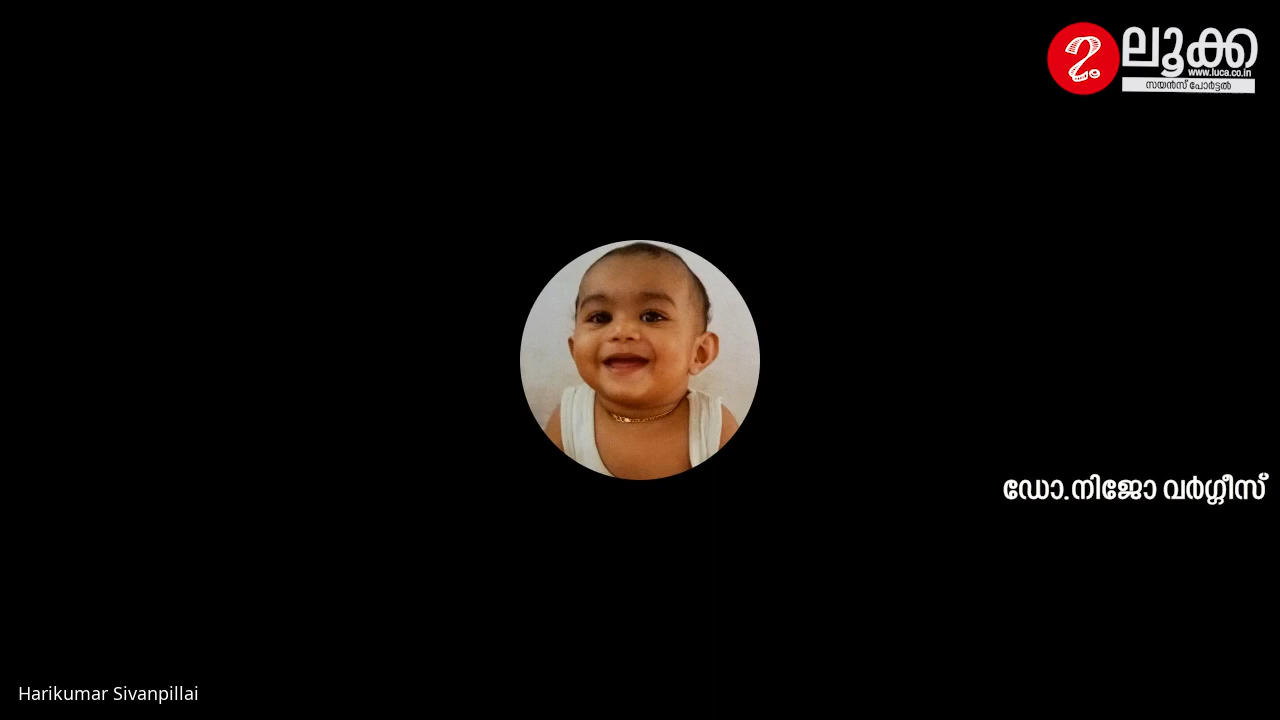 ലൂക്ക
www.luca.co.in
സയൻസ് പോർട്ടൽ
ഡോ.നിജോ വർഗ്ഗീസ്
Harikumar Sivanpillai